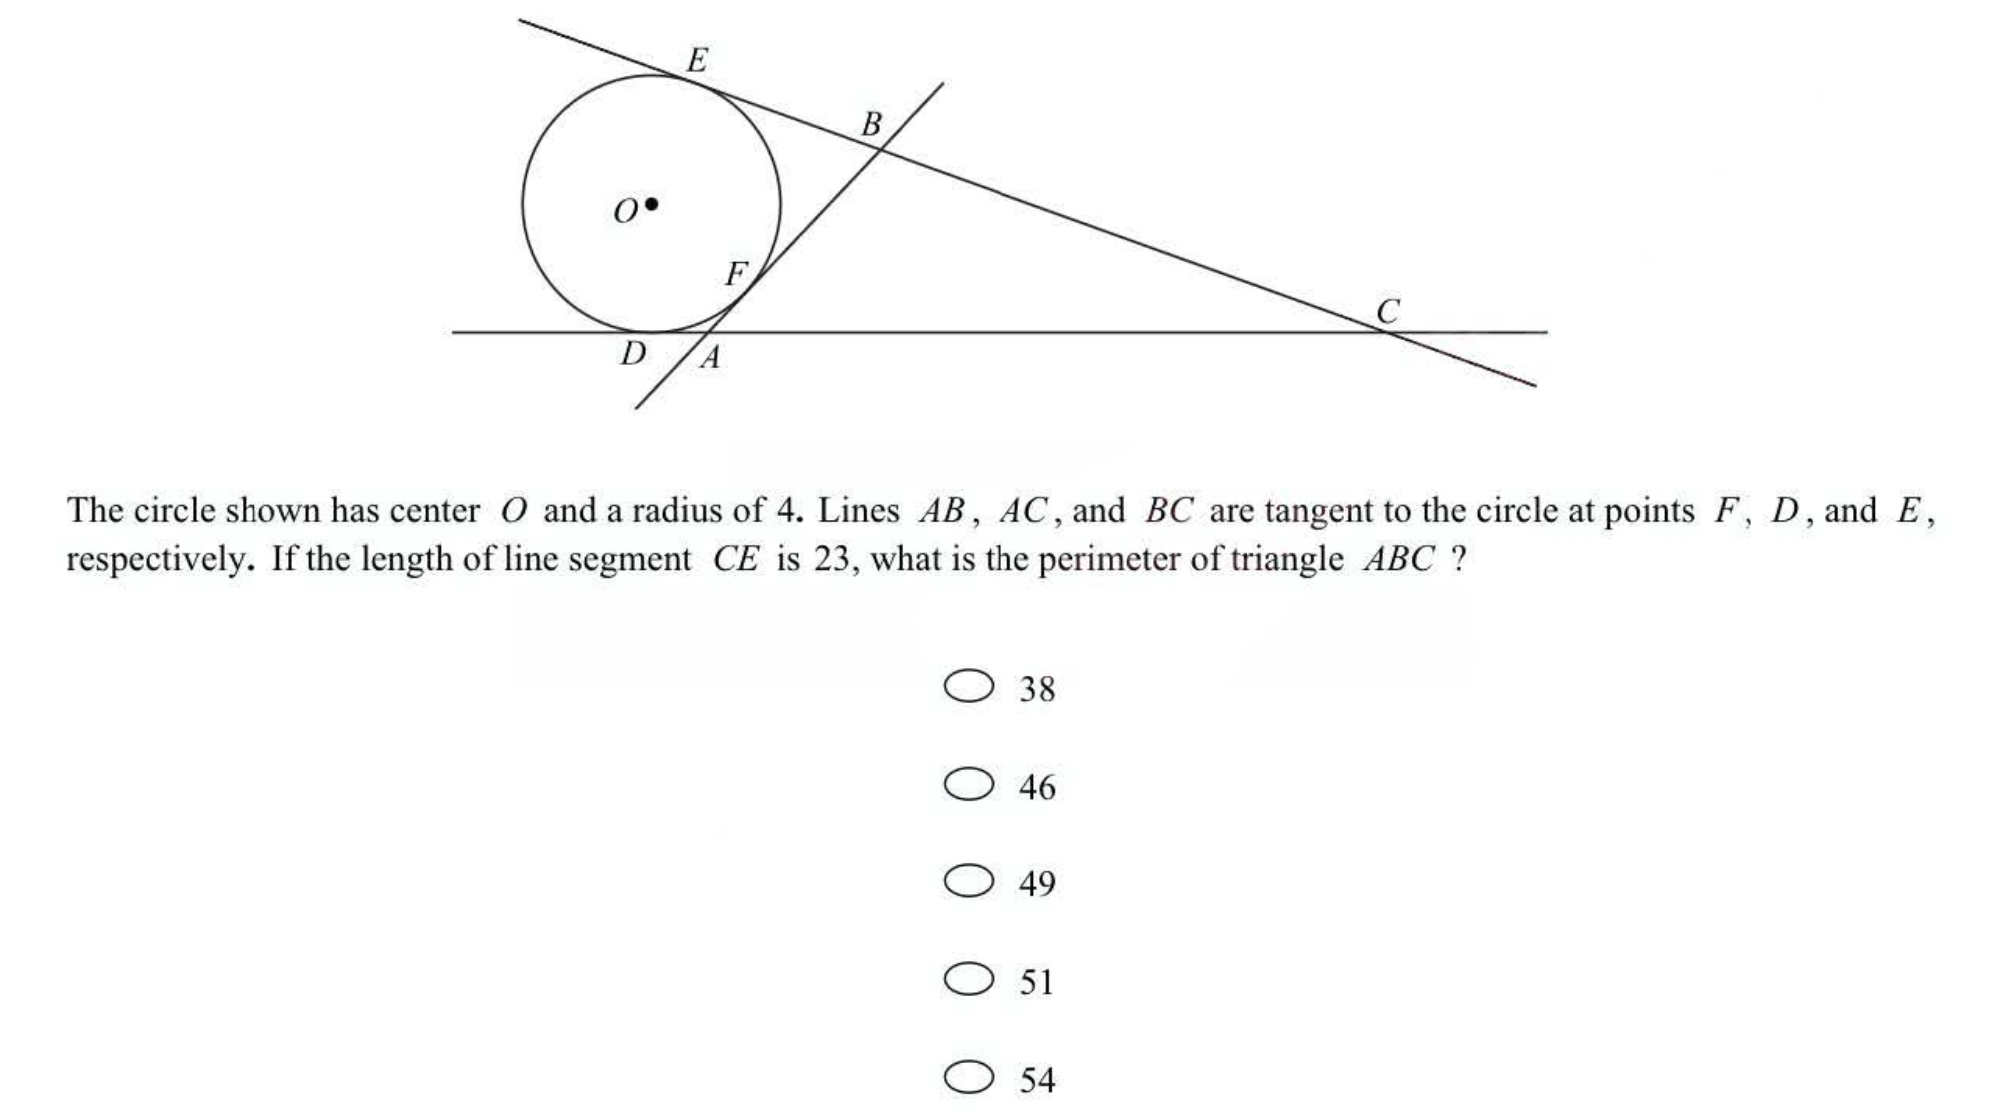 E
B
O
F
C
D
A
The circle shown has center O and a radius of 4. Lines AB, AC, and BC are tangent to the circle at points F, D, and E,
respectively. If the length of line segment CE is 23, what is the perimeter of triangle ABC ?
38
46
49
51
54